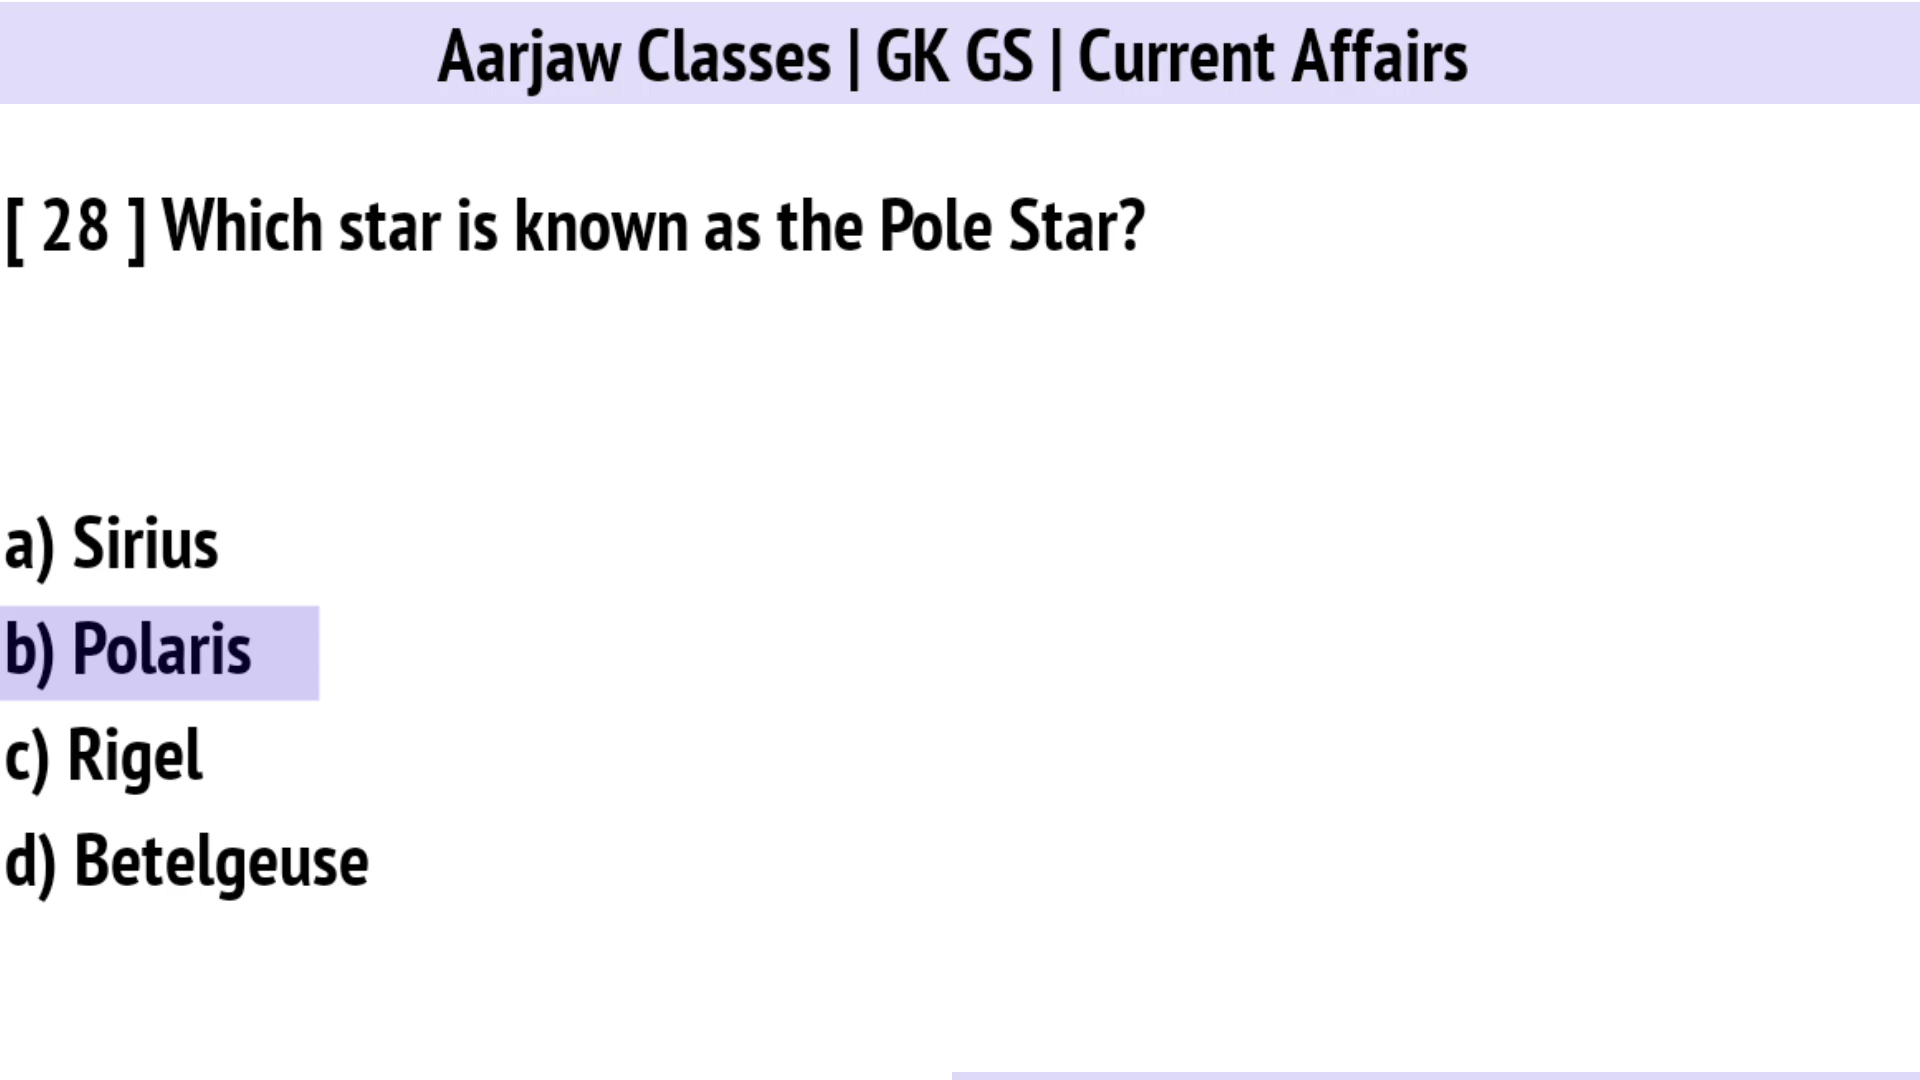 Aarjaw Classes | GK GS | Current Affairs
[ 28 ] Which star is known as the Pole Star?
a) Sirius
b) Polaris
c) Rigel
d) Betelgeuse